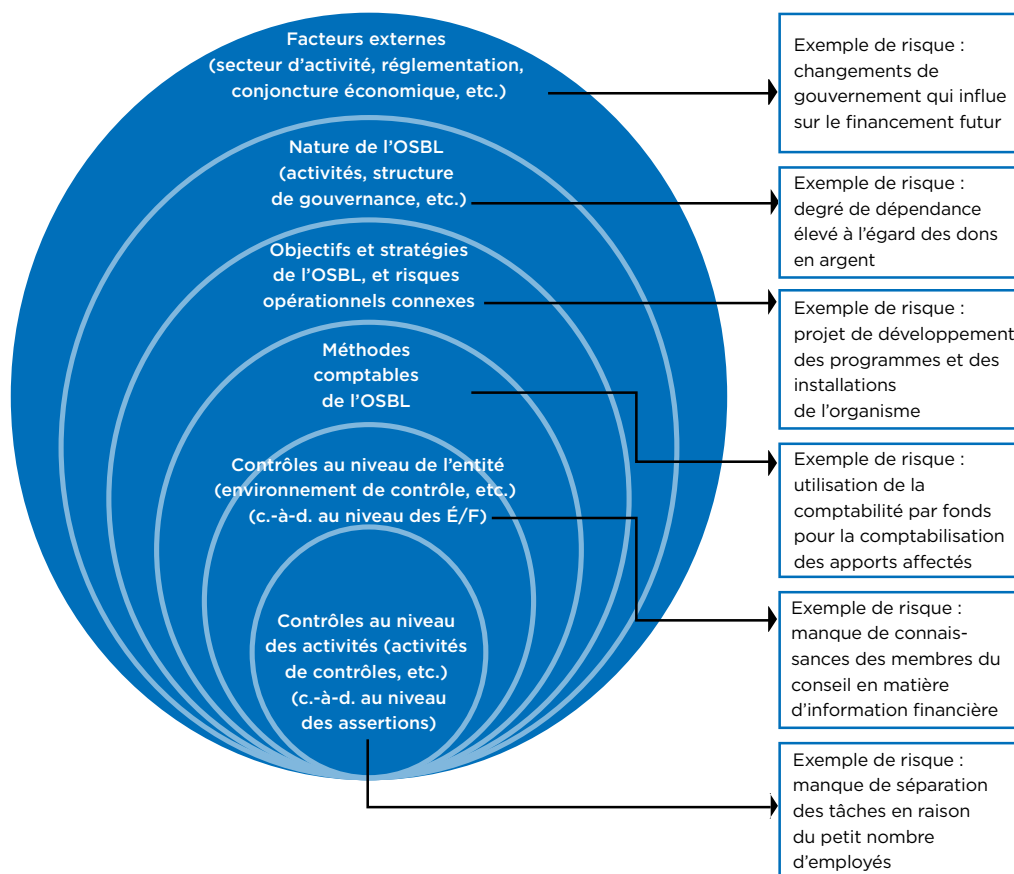 Facteurs externes
(secteur d'activité, réglementation,
conjoncture économique, etc.)
Exemple de risque :
changements de
gouvernement qui influe
sur le financement futur
Nature de l'OSBL
(activités, structure
de gouvernance, etc.)
Exemple de risque :
degré de dépendance
élevé à l'égard des dons
en argent
Objectifs et stratégies
de l'OSBL, et risques
opérationnels connexes
Exemple de risque :
projet de développement
des programmes et des
installations
de l'organisme
Méthodes
comptables
de l'OSBL
Exemple de risque :
utilisation de la
comptabilité par fonds
pour la comptabilisation
des apports affectés
Contrôles au niveau de l'entité
(environnement de contrôle, etc.)
(c.-à-d. au niveau des É/F)
Exemple de risque :
manque de connais-
sances des membres du
conseil en matière
d'information financière
Contrôles au niveau
des activités (activités
de contrôles, etc.)
(c.-à-d. au niveau
des assertions)
Exemple de risque :
manque de séparation
des tâches en raison
du petit nombre
d'employés